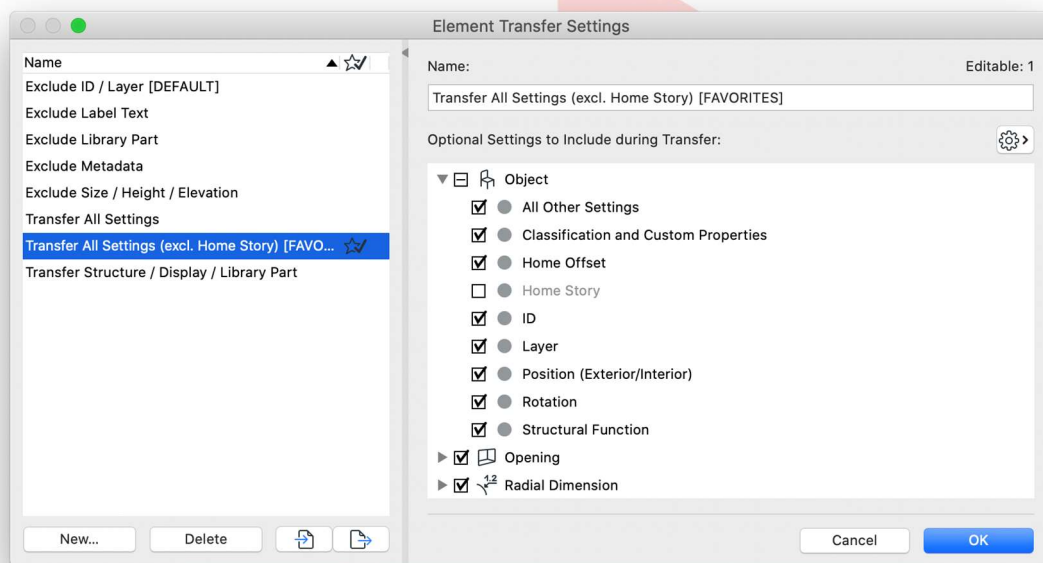 Element Transfer Settings
Name
Exclude ID / Layer [DEFAULT]
Exclude Label Text
Exclude Library Part
Exclude Metadata
Exclude Size / Height / Elevation
Transfer All Settings
Transfer All Settings (excl. Home Story) [FAVO...
Transfer Structure / Display / Library Part
New...
Delete
Name:
Editable: 1
Transfer All Settings (excl. Home Story) [FAVORITES]
Optional Settings to Include during Transfer:
Object
All Other Settings
Classification and Custom Properties
Home Offset
Home Story
ID
Layer
Position (Exterior/Interior)
Rotation
Structural Function
Opening
1.2
Radial Dimension
Cancel
OK